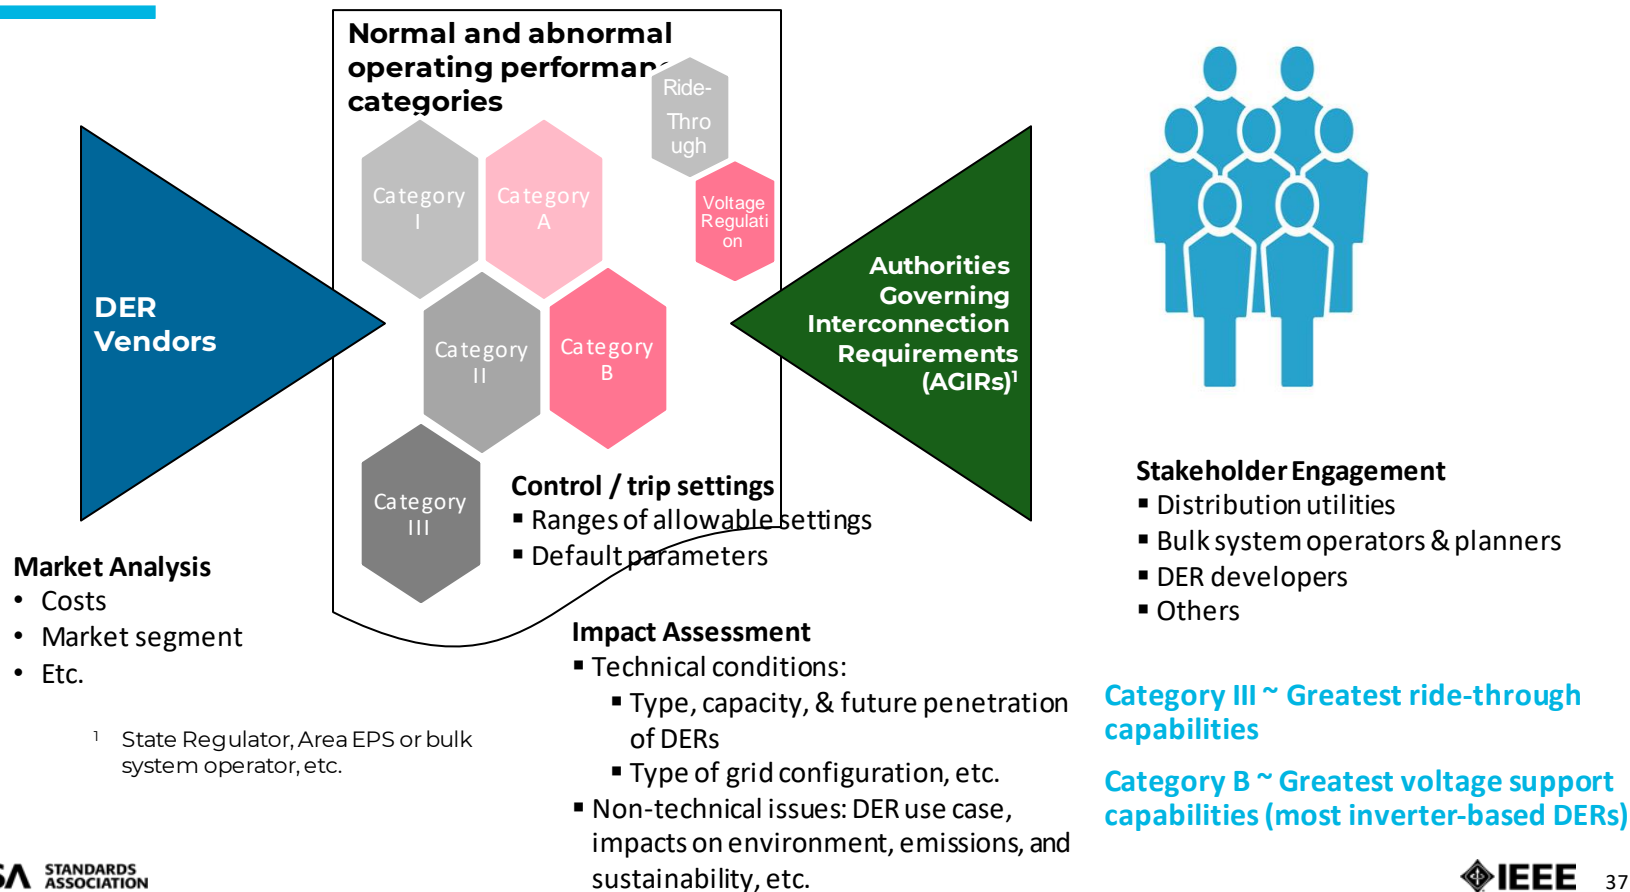 Normal and abnormal
operating performan
categories
Ride-
Thro
ugh
Category
I
Category
A
Voltage
Regulati
on
DER
Vendors
Category
II
Category
B
Authorities
Governing
Interconnection
Requirements
(AGIRs)1
Category
III
Control / trip settings
▪ Ranges of allowable settings
▪ Default parameters
Market Analysis
• Costs
• Market segment
• Etc.
1 State Regulator, Area EPS or bulk
system operator, etc.
Impact Assessment
▪ Technical conditions:
▪ Type, capacity, & future penetration
of DERs
▪ Type of grid configuration, etc.
▪ Non-technical issues: DER use case,
impacts on environment, emissions, and
sustainability, etc.
Stakeholder Engagement
▪ Distribution utilities
▪ Bulk system operators & planners
▪ DER developers
▪ Others
Category III ~ Greatest ride-through
capabilities
Category B ~ Greatest voltage support
capabilities (most inverter-based DERs)
SA STANDARDS
ASSOCIATION
IEEE 37